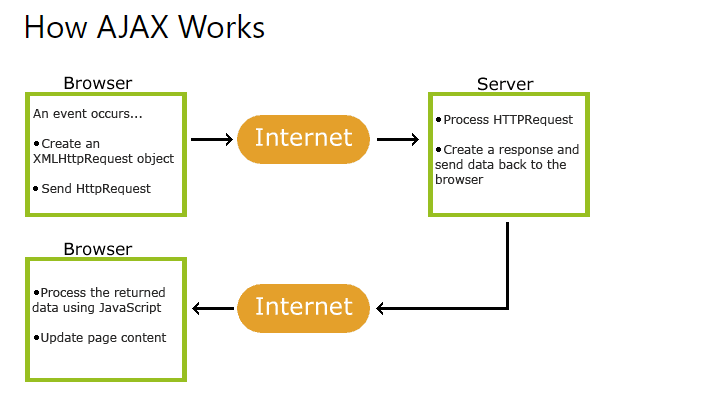 How AJAX Works
Browser
An event occurs...
•Create an
XMLHttpRequest object
• Send HttpRequest
Internet
Server
•Process HTTPRequest
•Create a response and
send data back to the
browser
Browser
•Process the returned
data using JavaScript
•Update page content
Internet